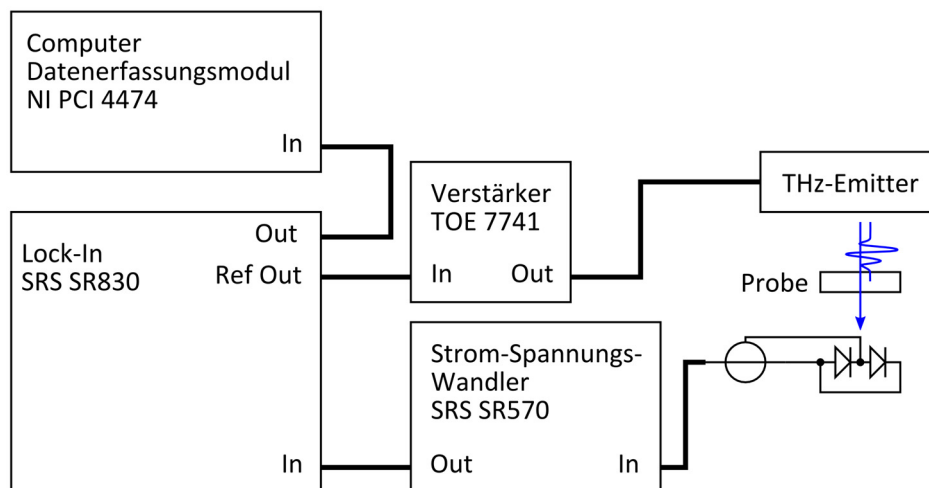 Computer
Datenerfassungsmodul
NI PCI 4474
In
Lock-In
SRS SR830
Out
Ref Out
In
Verstärker
TOE 7741
In
Out
THz-Emitter
Probe
Strom-Spannungs-
Wandler
SRS SR570
Out
In